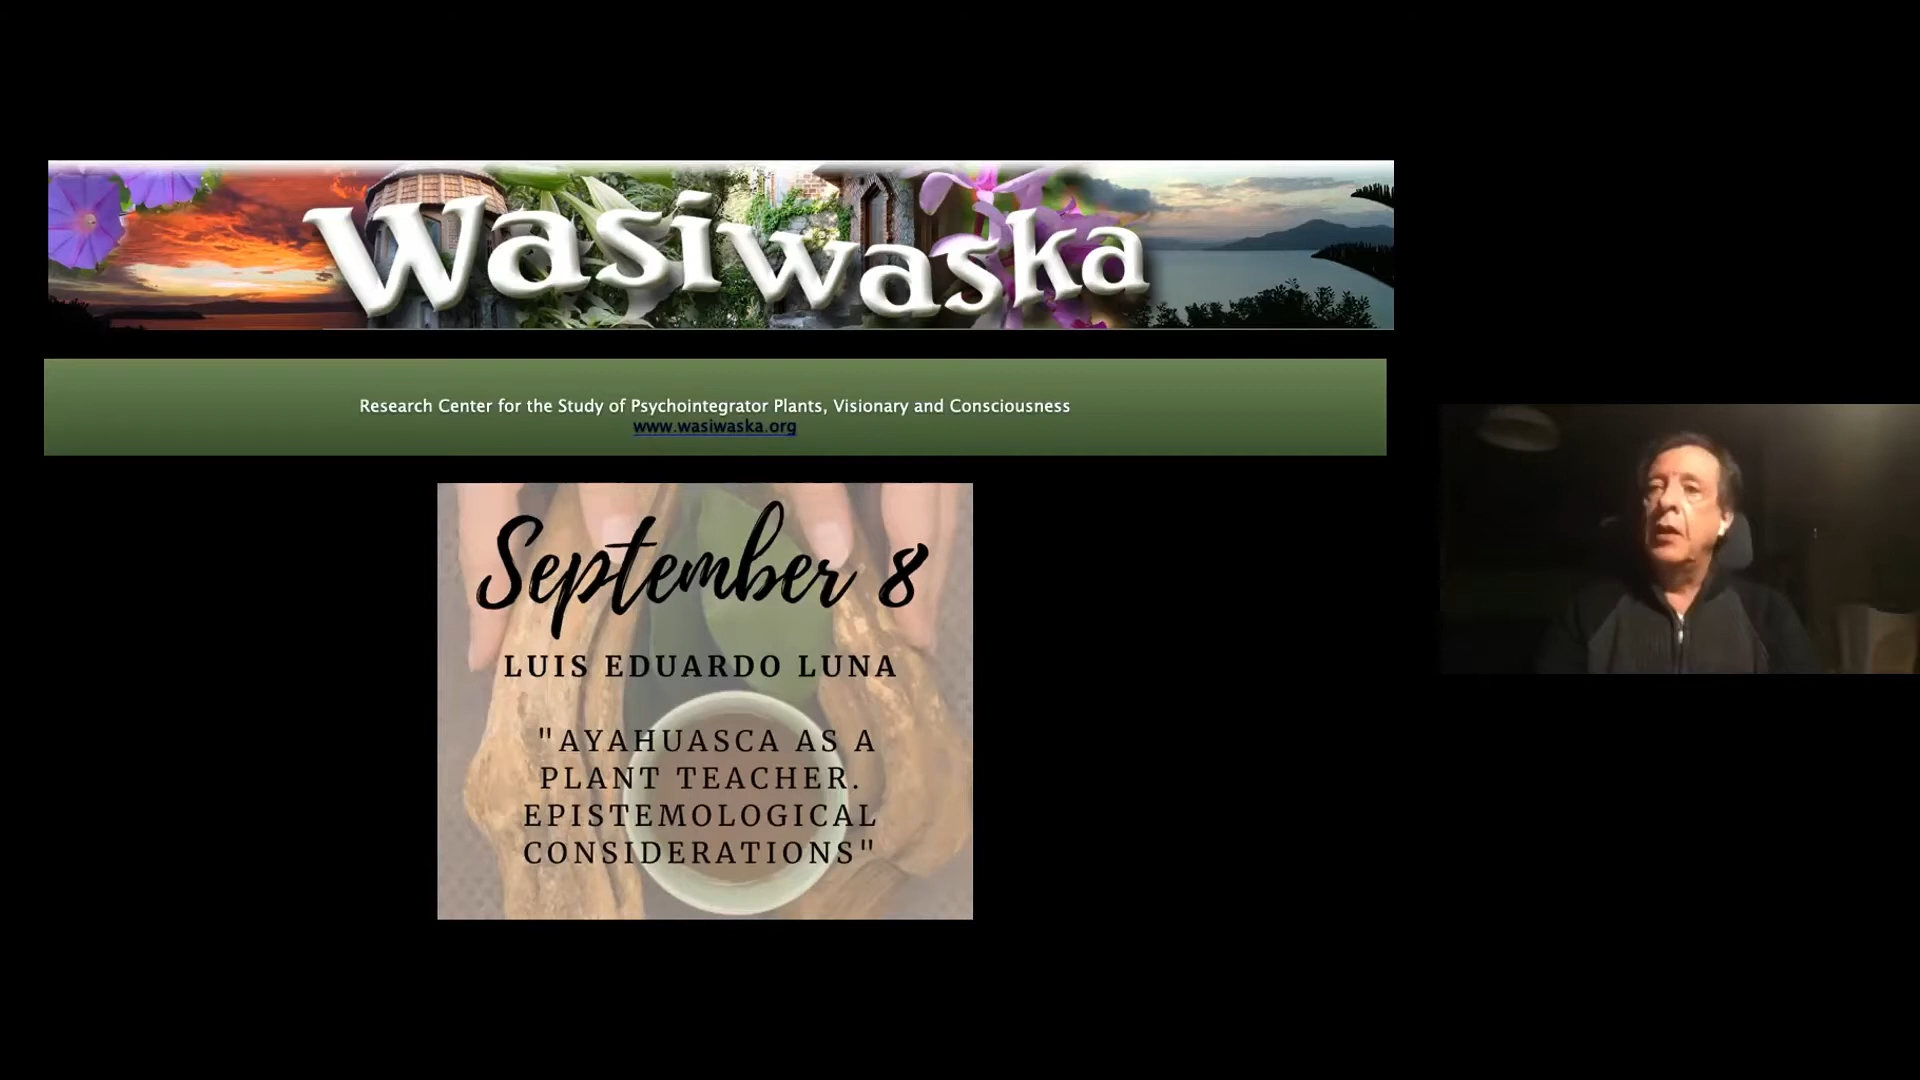 Wasiwaska
Research Center for the Study of Psychointegrator Plants, Visionary and Consciousness
www.wasiwaska.org
September 8
LUIS EDUARDO LUNA
"AYAHUASCA AS A
PLANT TEACHER.
EPISTEMOLOGICAL
CONSIDERATIONS"